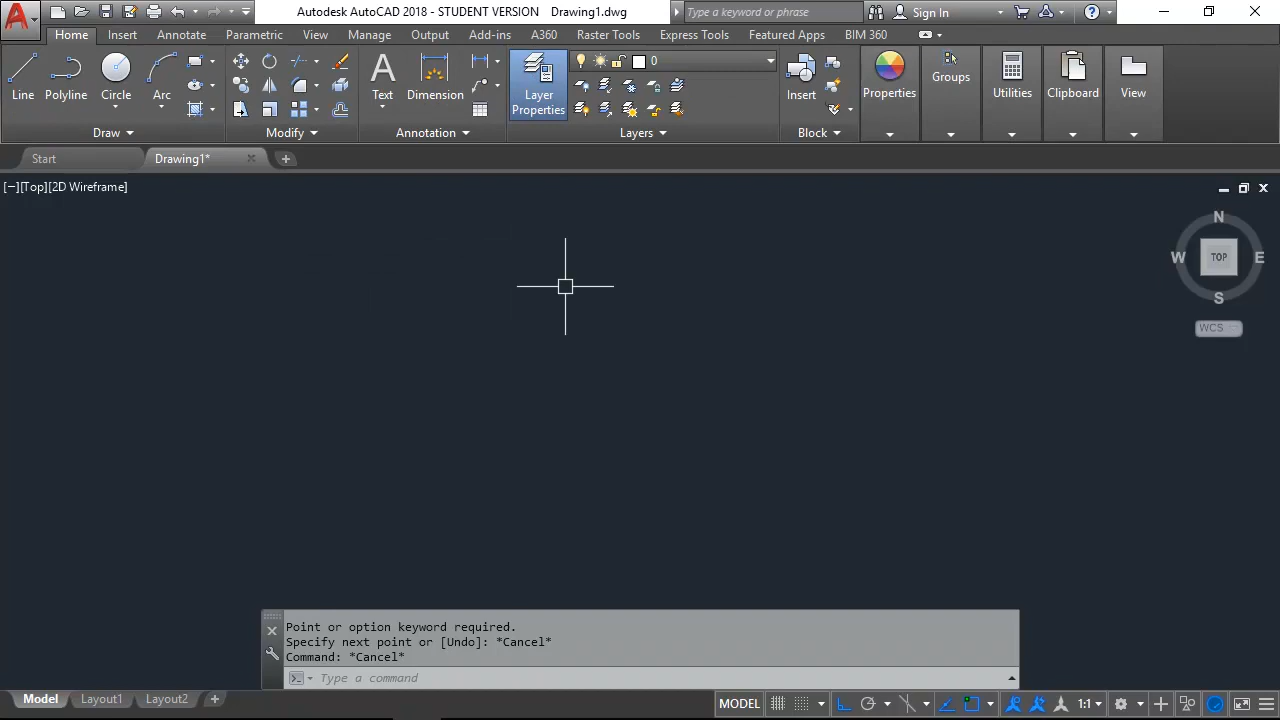 Autodesk AutoCAD 2018 - STUDENT VERSION Drawing1.dwg
Type a keyword or phrase
Sign In
Home Insert Annotate Parametric View Manage Output Add-ins A360 Raster Tools Express Tools Featured Apps BIM 360
0
Line Polyline Circle Arc
Text Dimension
Layer Properties
Insert
Properties Groups Utilities Clipboard View
Draw Modify Annotation Layers Block
Start Drawing1*
[−][Top][2D Wireframe]
N
W TOP E
S
WCS
Point or option keyword required.
Specify next point or [Undo]: *Cancel*
Command: *Cancel*
Type a command
Model Layout1 Layout2
MODEL 1:1